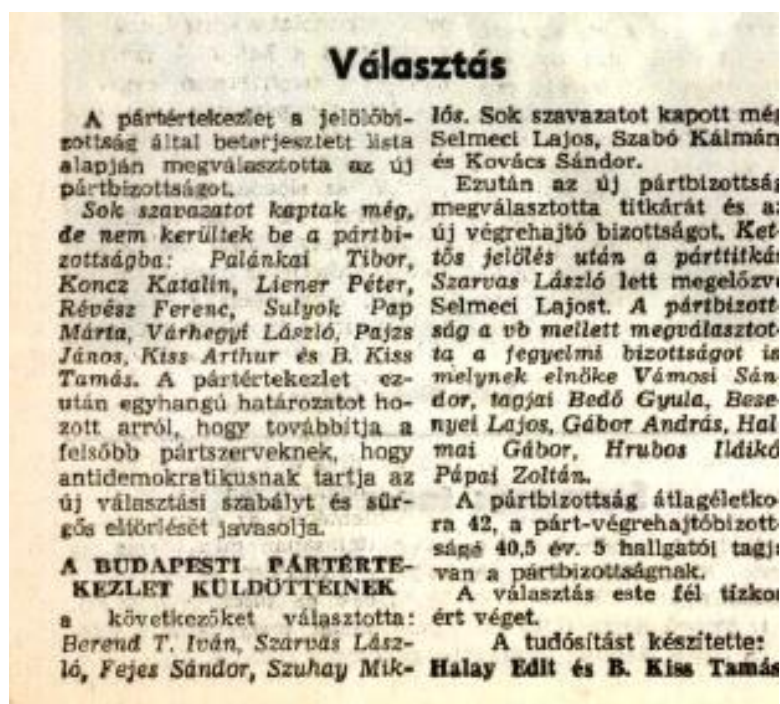 Választás
A pártértekezlet a jelölőbi-
zottság által beterjesztett lista
alapján megválasztotta az új
pártbizottságot.
Sok szavazatot kaptak még,
de nem kerültek be a pártbi-
zottságba: Palánkai Tibor,
Koncz Katalin, Liener Péter,
Révész Ferenc, Sulyok Pap
Márta, Várhegyi László, Pajzs
János, Kiss Arthur és B. Kiss
Tamás. A pártértekezlet ez-
után egyhangú határozatot ho-
zott arról, hogy továbbítja a
felsőbb pártszerveknek, hogy
antidemokratikusnak tartja az
új választási szabályt és sür-
gős eltörlését javasolja.
A BUDAPESTI PÁRTÉRTE-
KEZLET KÜLDÖTTEINEK
a következőket választotta:
Berend T. Iván, Szarvas Lász-
ló, Fejes Sándor, Szuhay Mik-
lós. Sok szavazatot kapott még
Selmeci Lajos, Szabó Kálmán
és Kovács Sándor.
Ezután az új pártbizottság
megválasztotta titkárát és az
új végrehajtó bizottságot. Ket-
tős jelölés után a párttitkár
Szarvas László lett megelőzve
Selmeci Lajost. A pártbizott-
ság a vb mellett megválasztot-
ta a fegyelmi bizottságot is
melynek elnöke Vámosi Sán-
dor, tagjai Bedő Gyula, Bese-
nyei Lajos, Gábor András, Hal
mai Gábor, Hrubos Ildikó
Pápai Zoltán.
A pártbizottság átlagéletko-
ra 42, a párt-végrehajtóbizott-
ságé 40,5 év. 5 hallgatói tagja
van a pártbizottságnak.
A választás este fél tízkor
ért véget.
A tudósítást készítette:
Halay Edit és B. Kiss Tamás